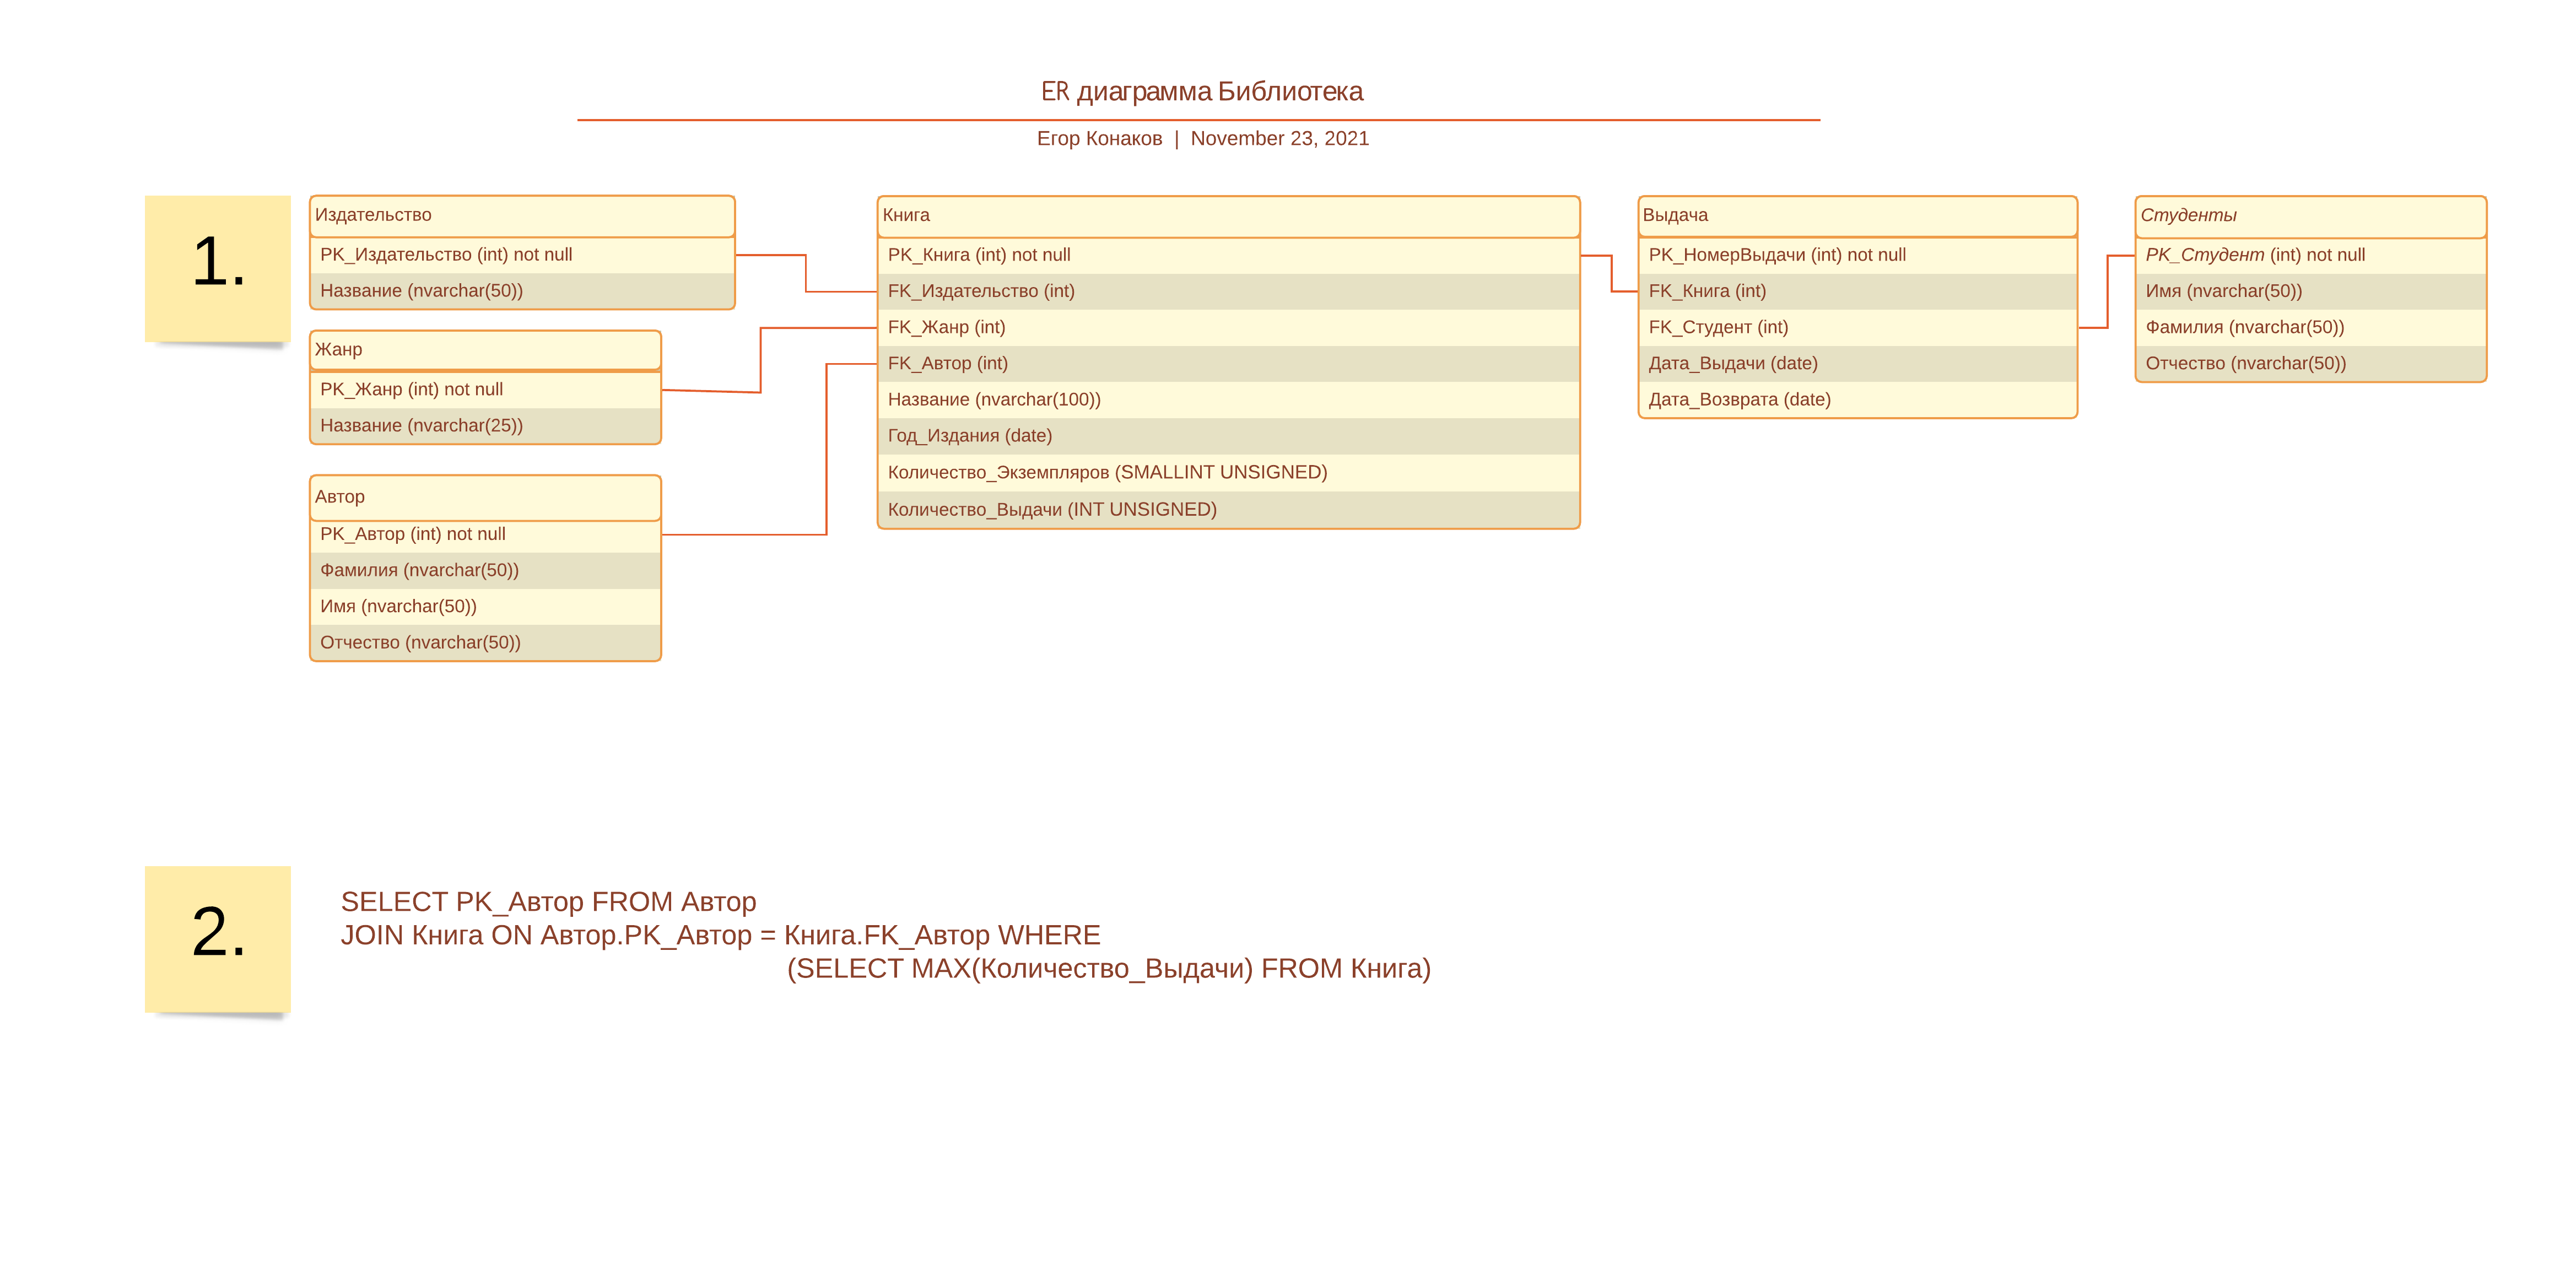 ER диаграмма Библиотека
Егор Конаков | November 23, 2021
1.
Издательство
PK_Издательство (int) not null
Название (nvarchar(50))
Жанр
PK_Жанр (int) not null
Название (nvarchar(25))
Автор
PK_Автор (int) not null
Фамилия (nvarchar(50))
Имя (nvarchar(50))
Отчество (nvarchar(50))
Книга
PK_Книга (int) not null
FK_Издательство (int)
FK_Жанр (int)
FK_Автор (int)
Название (nvarchar(100))
Год_Издания (date)
Количество_Экземпляров (SMALLINT UNSIGNED)
Количество_Выдачи (INT UNSIGNED)
Выдача
PK_НомерВыдачи (int) not null
FK_Книга (int)
FK_Студент (int)
Дата_Выдачи (date)
Дата_Возврата (date)
Студенты
PK_Студент (int) not null
Имя (nvarchar(50))
Фамилия (nvarchar(50))
Отчество (nvarchar(50))
2.
SELECT PK_Автор FROM Автор
JOIN Книга ON Автор.PK_Автор = Книга.FK_Автор WHERE
(SELECT MAX(Количество_Выдачи) FROM Книга)